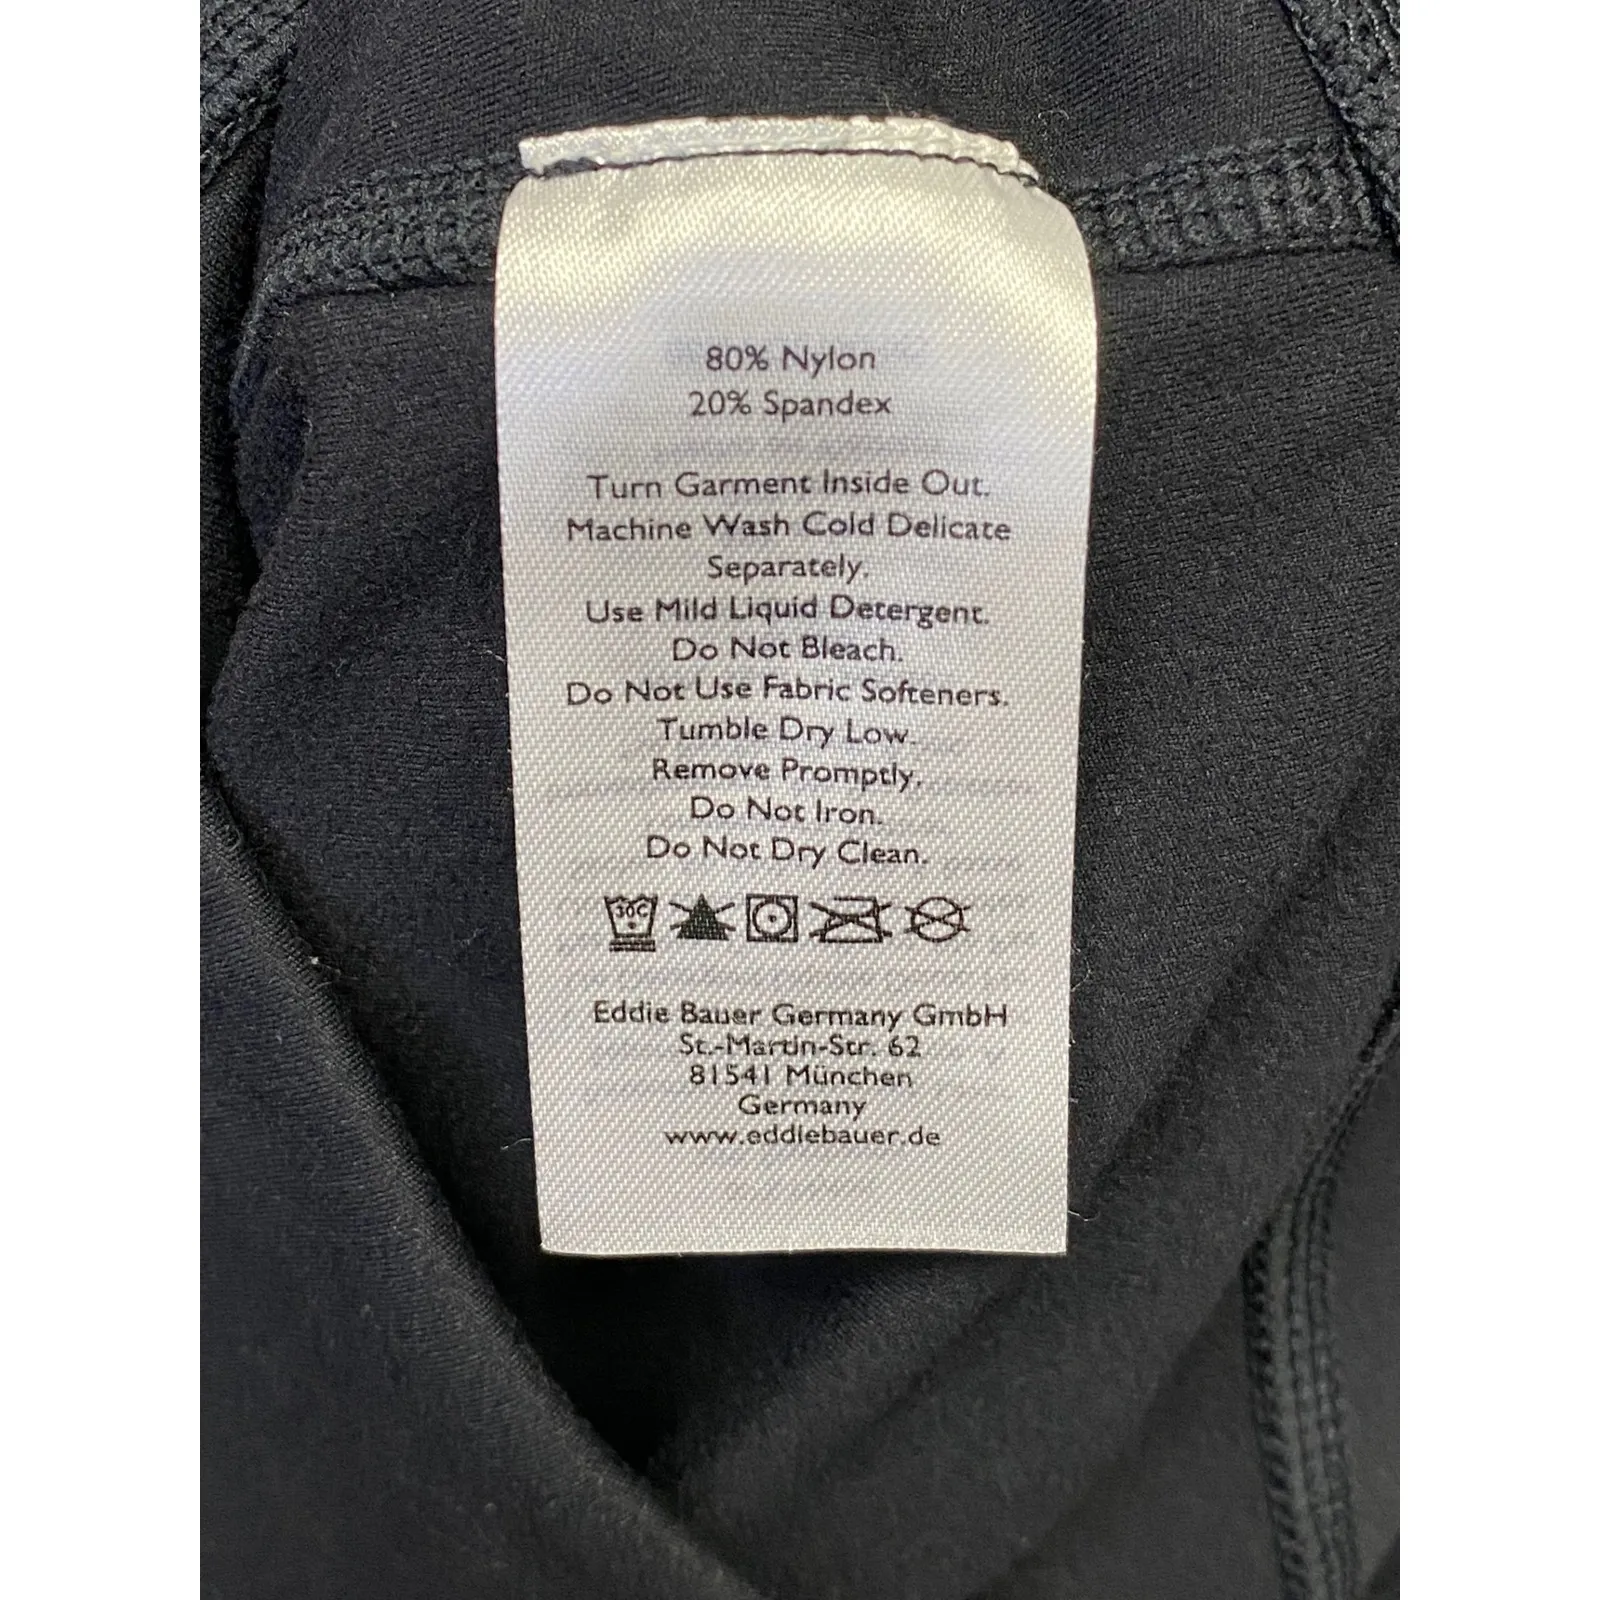 80% Nylon
20% Spandex
Turn Garment Inside Out.
Machine Wash Cold Delicate
Separately.
Use Mild Liquid Detergent.
Do Not Bleach.
Do Not Use Fabric Softeners.
Tumble Dry Low.
Remove Promptly.
Do Not Iron.
Do Not Dry Clean.
30C
Eddie Bauer Germany GmbH
St.-Martin-Str. 62
81541 München
Germany
www.eddiebauer.de